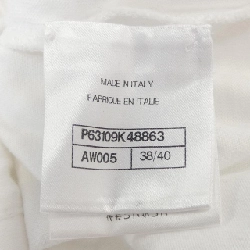 MADE IN ITALY
FABRIQUE EN ITALIE
P63109K48863
AW005 38/40